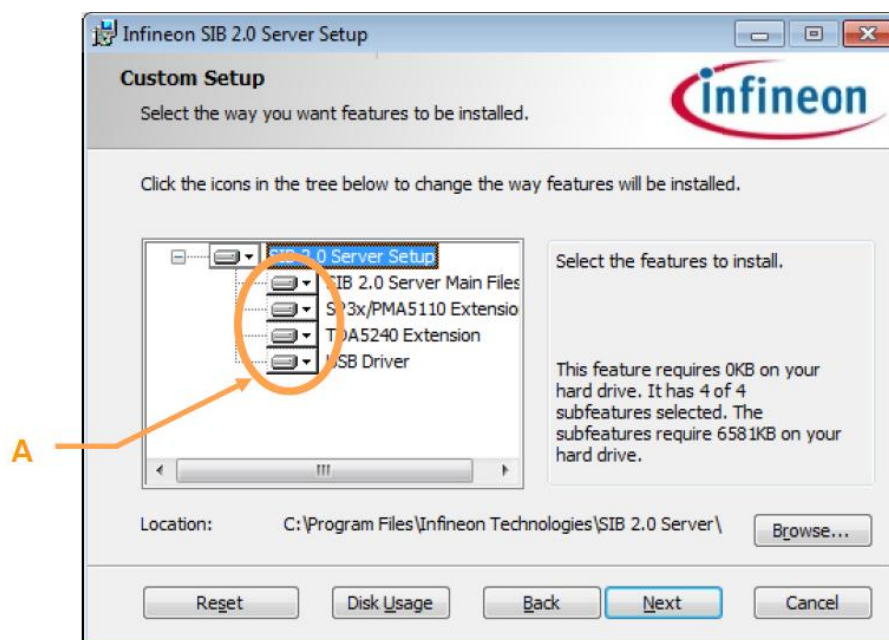 Infineon SIB 2.0 Server Setup
Custom Setup
Select the way you want features to be installed.
infineon
Click the icons in the tree below to change the way features will be installed.
SIB 2.0 Server Setup
SIB 2.0 Server Main Files
SP3x/PMA5110 Extensio
TDA5240 Extension
USB Driver
Select the features to install.
This feature requires 0KB on your
hard drive. It has 4 of 4
subfeatures selected. The
subfeatures require 6581KB on your
hard drive.
A
Location: C:\Program Files\Infineon Technologies\SIB 2.0 Server\ Browse...
Reset Disk Usage Back Next Cancel